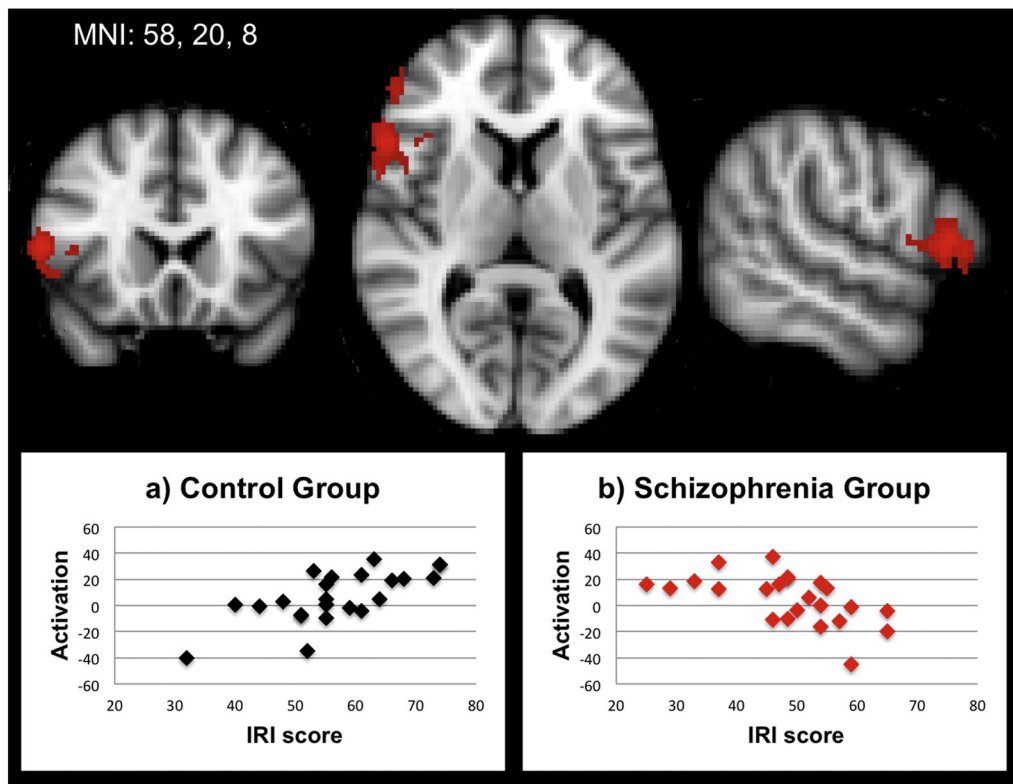 MNI: 58, 20, 8
a) Control Group
60
40
20
0
-20
-40
-60
Activation
20 30 40 50 60 70 80
IRI score
b) Schizophrenia Group
60
40
20
0
-20
-40
-60
Activation
20 30 40 50 60 70 80
IRI score